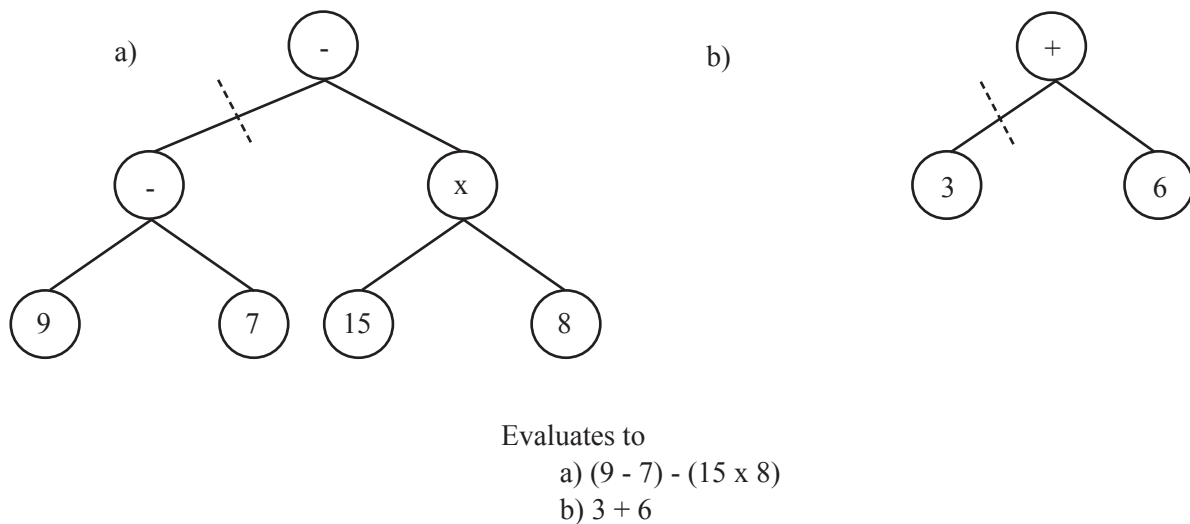 a) - b) +
- x 3 6
9 7 15 8
Evaluates to
a) (9 - 7) - (15 x 8)
b) 3 + 6